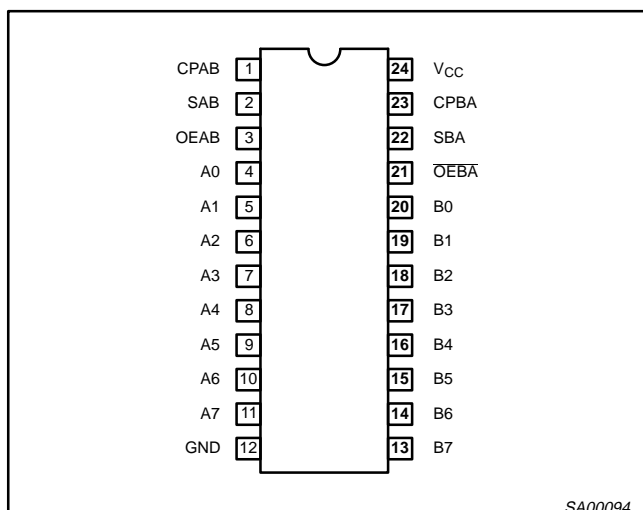 CPAB 1 24 VCC
SAB 2 23 CPBA
OEAB 3 22 SBA
A0 4 21 O̅E̅B̅A̅
A1 5 20 B0
A2 6 19 B1
A3 7 18 B2
A4 8 17 B3
A5 9 16 B4
A6 10 15 B5
A7 11 14 B6
GND 12 13 B7
SA00094